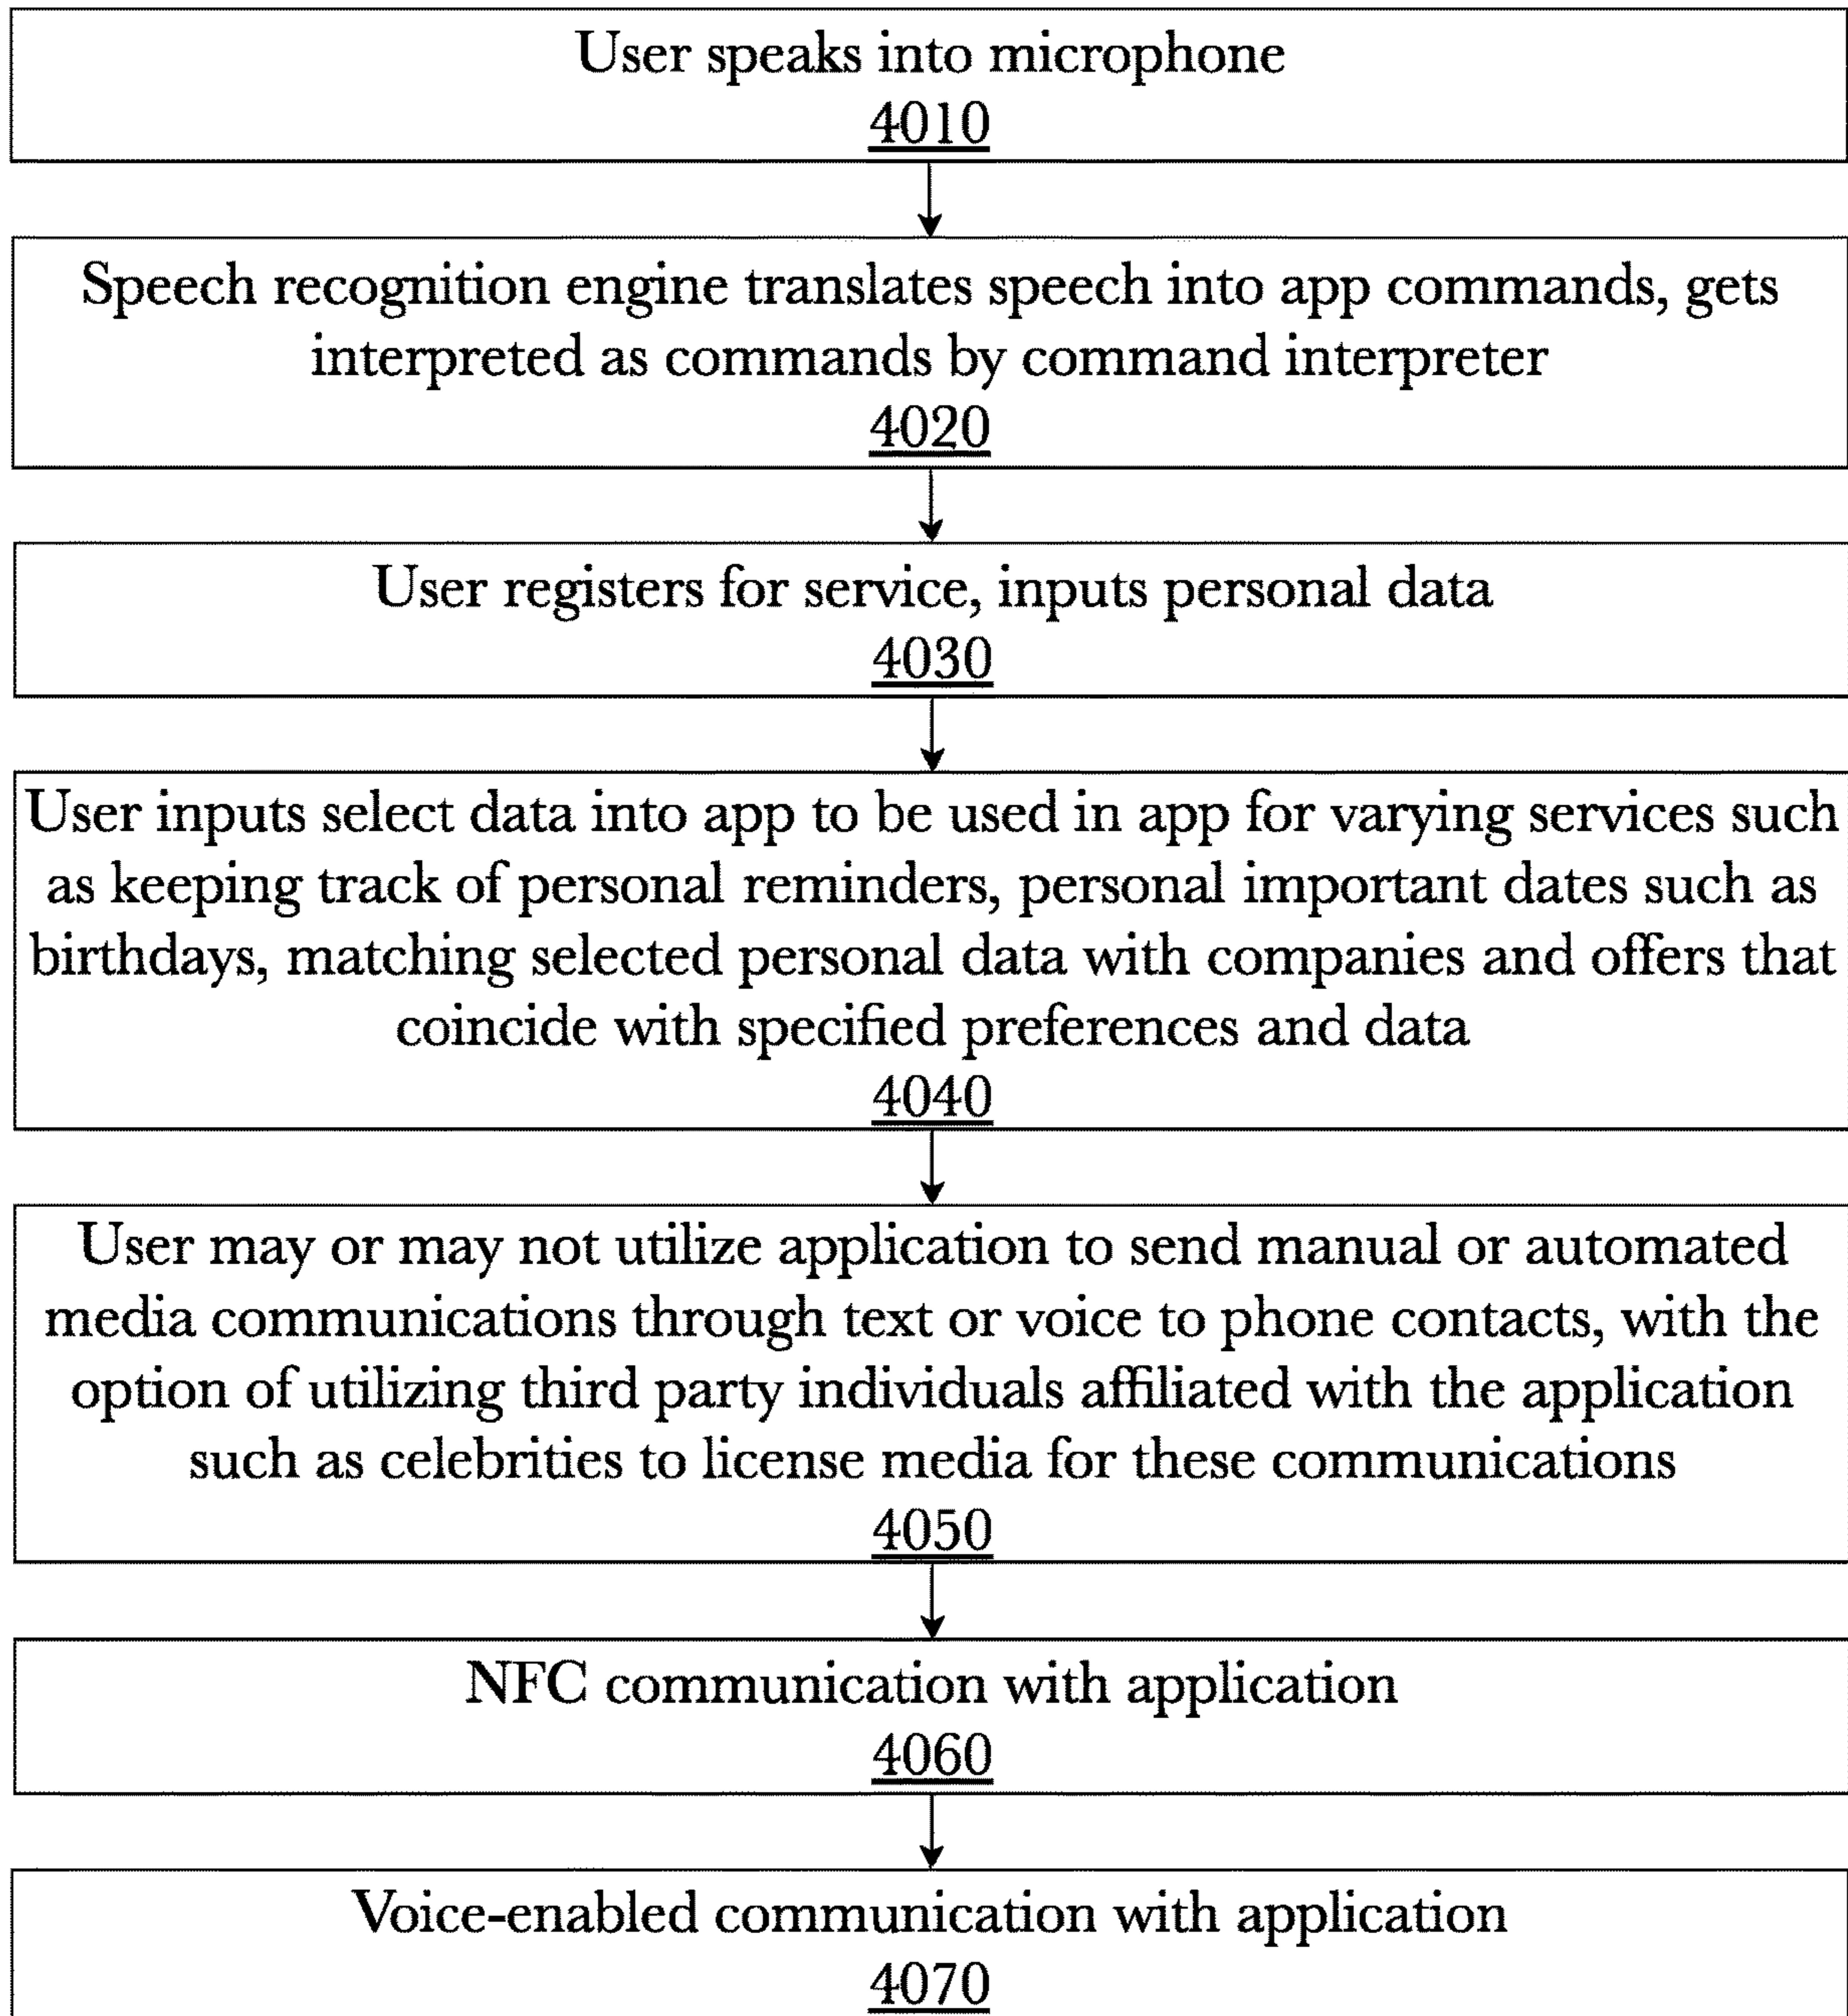 User speaks into microphone
4010
Speech recognition engine translates speech into app commands, gets
interpreted as commands by command interpreter
4020
User registers for service, inputs personal data
4030
User inputs select data into app to be used in app for varying services such
as keeping track of personal reminders, personal important dates such as
birthdays, matching selected personal data with companies and offers that
coincide with specified preferences and data
4040
User may or may not utilize application to send manual or automated
media communications through text or voice to phone contacts, with the
option of utilizing third party individuals affiliated with the application
such as celebrities to license media for these communications
4050
NFC communication with application
4060
Voice-enabled communication with application
4070